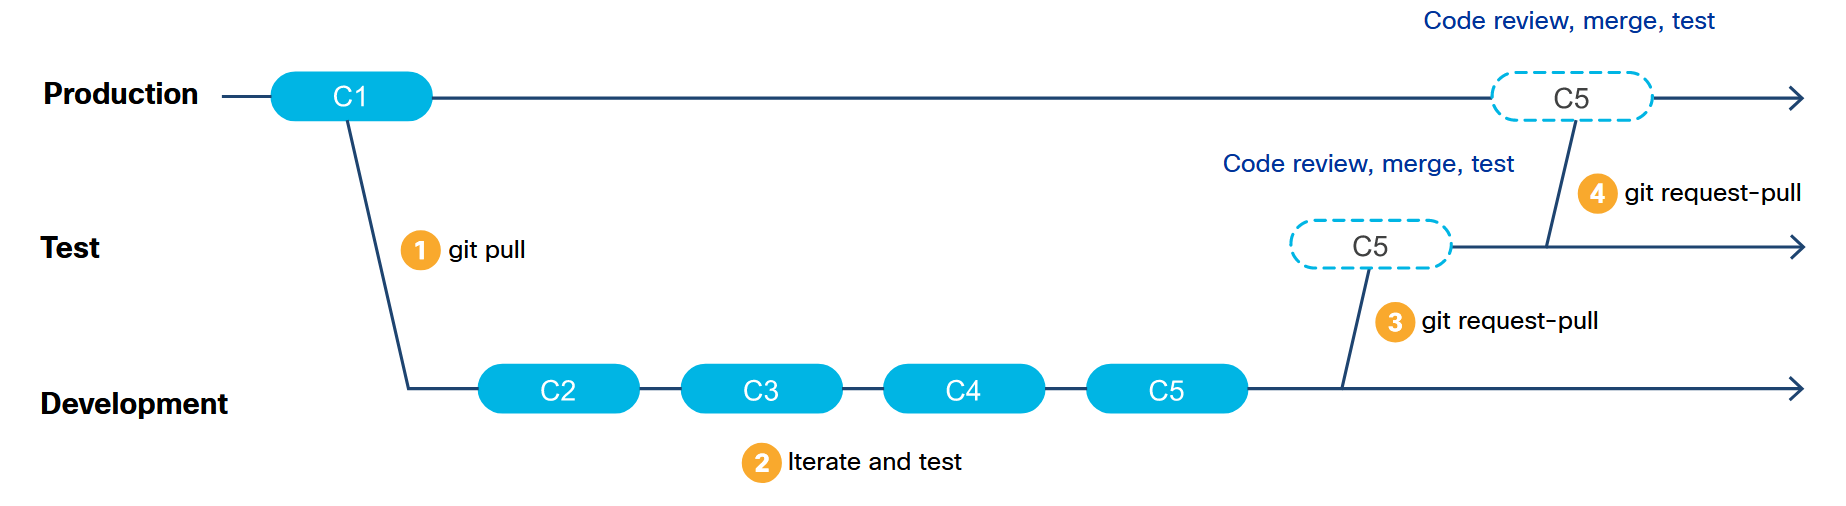 Code review, merge, test
Production
C1
C5
Code review, merge, test
4 git request-pull
Test
1 git pull
C5
3 git request-pull
Development
C2
C3
C4
C5
2 Iterate and test